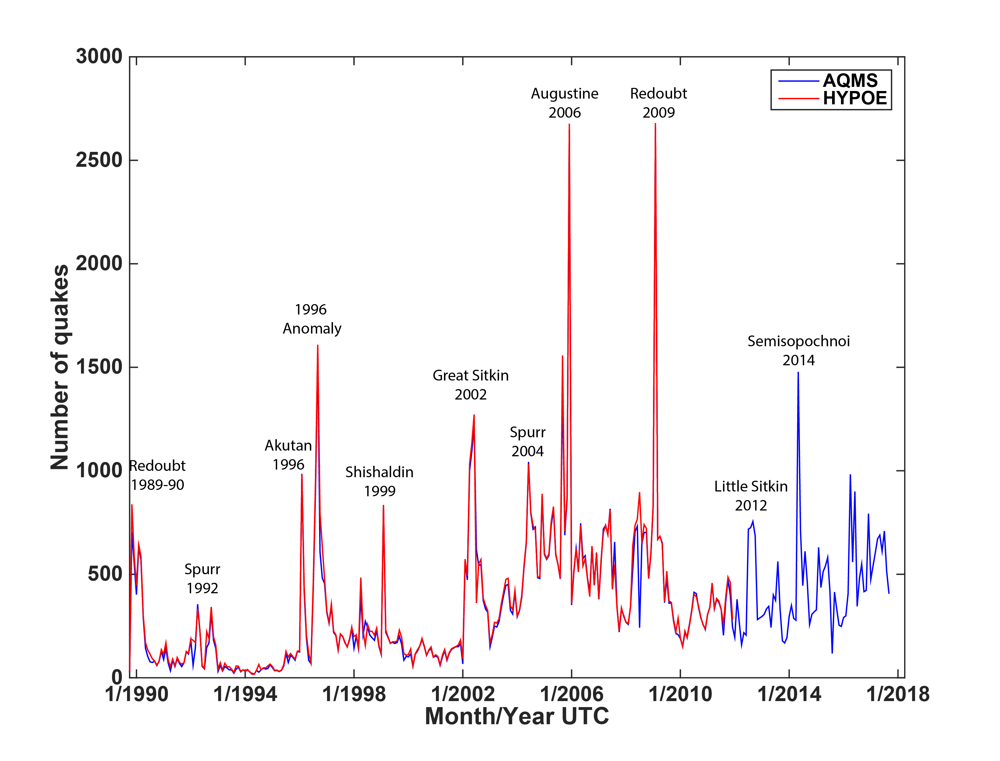 3000
2500
2000
1500
1000
500
0
Number of quakes
AQMS
HYPOE
Augustine
2006
Redoubt
2009
1996
Anomaly
Semisopochnoi
2014
Great Sitkin
2002
Spurr
2004
Akutan
1996
Redoubt
1989-90
Shishaldin
1999
Little Sitkin
2012
Spurr
1992
1/1990
1/1994
1/1998
1/2002
1/2006
1/2010
1/2014
1/2018
Month/Year UTC